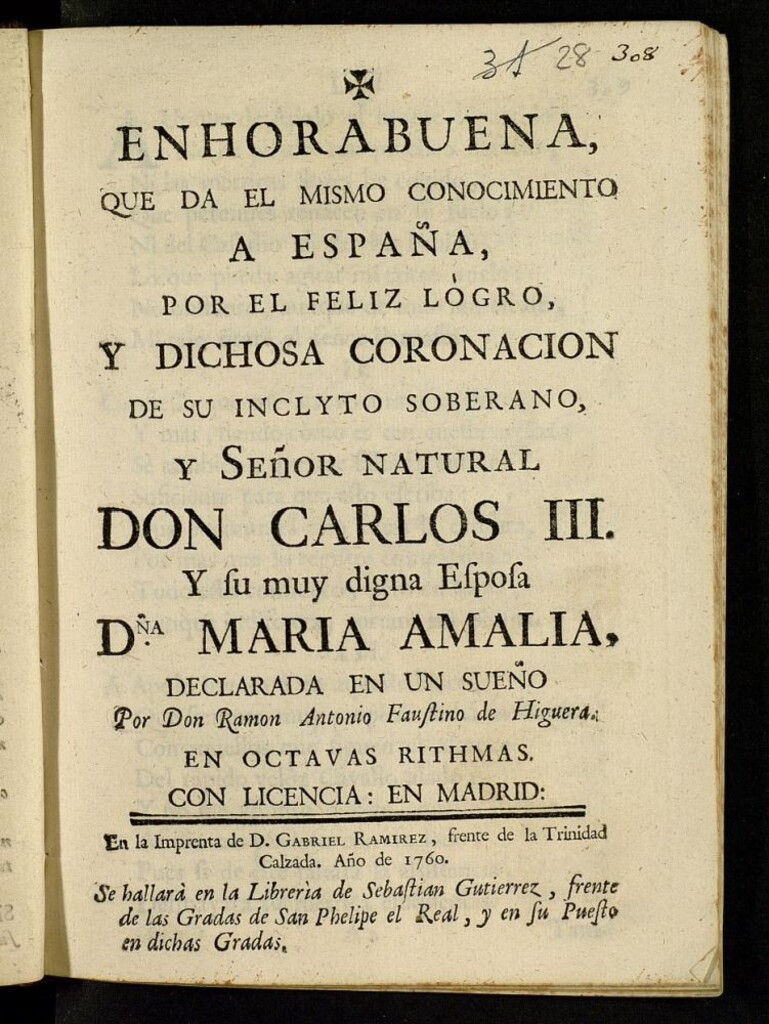 28 308
✠
ENHORABUENA,
QUE DA EL MISMO CONOCIMIENTO
A ESPAÑA,
POR EL FELIZ LÓGRO,
Y DICHOSA CORONACION
DE SU INCLYTO SOBERANO,
Y SEñOR NATURAL
DON CARLOS III.
Y ſu muy digna Eſpoſa
D.ÑA MARIA AMALIA,
DECLARADA EN UN SUEÑO
Por Don Ramon Antonio Fauſtino de Higuera.
EN OCTAVAS RITHMAS.
CON LICENCIA: EN MADRID:
En la Imprenta de D. GABRIEL RAMIREZ, frente de la Trinidad
Calzada. Año de 1760.
Se hallarà en la Libreria de Sebaſtian Gutierrez, frente
de las Gradas de San Phelipe el Real, y en ſu Pueſto
en dichas Gradas.